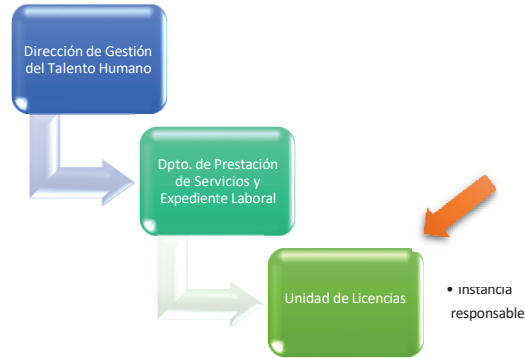 Dirección de Gestión
del Talento Humano
Dpto. de Prestación
de Servicios y
Expediente Laboral
Unidad de Licencias
• Instancia
responsable